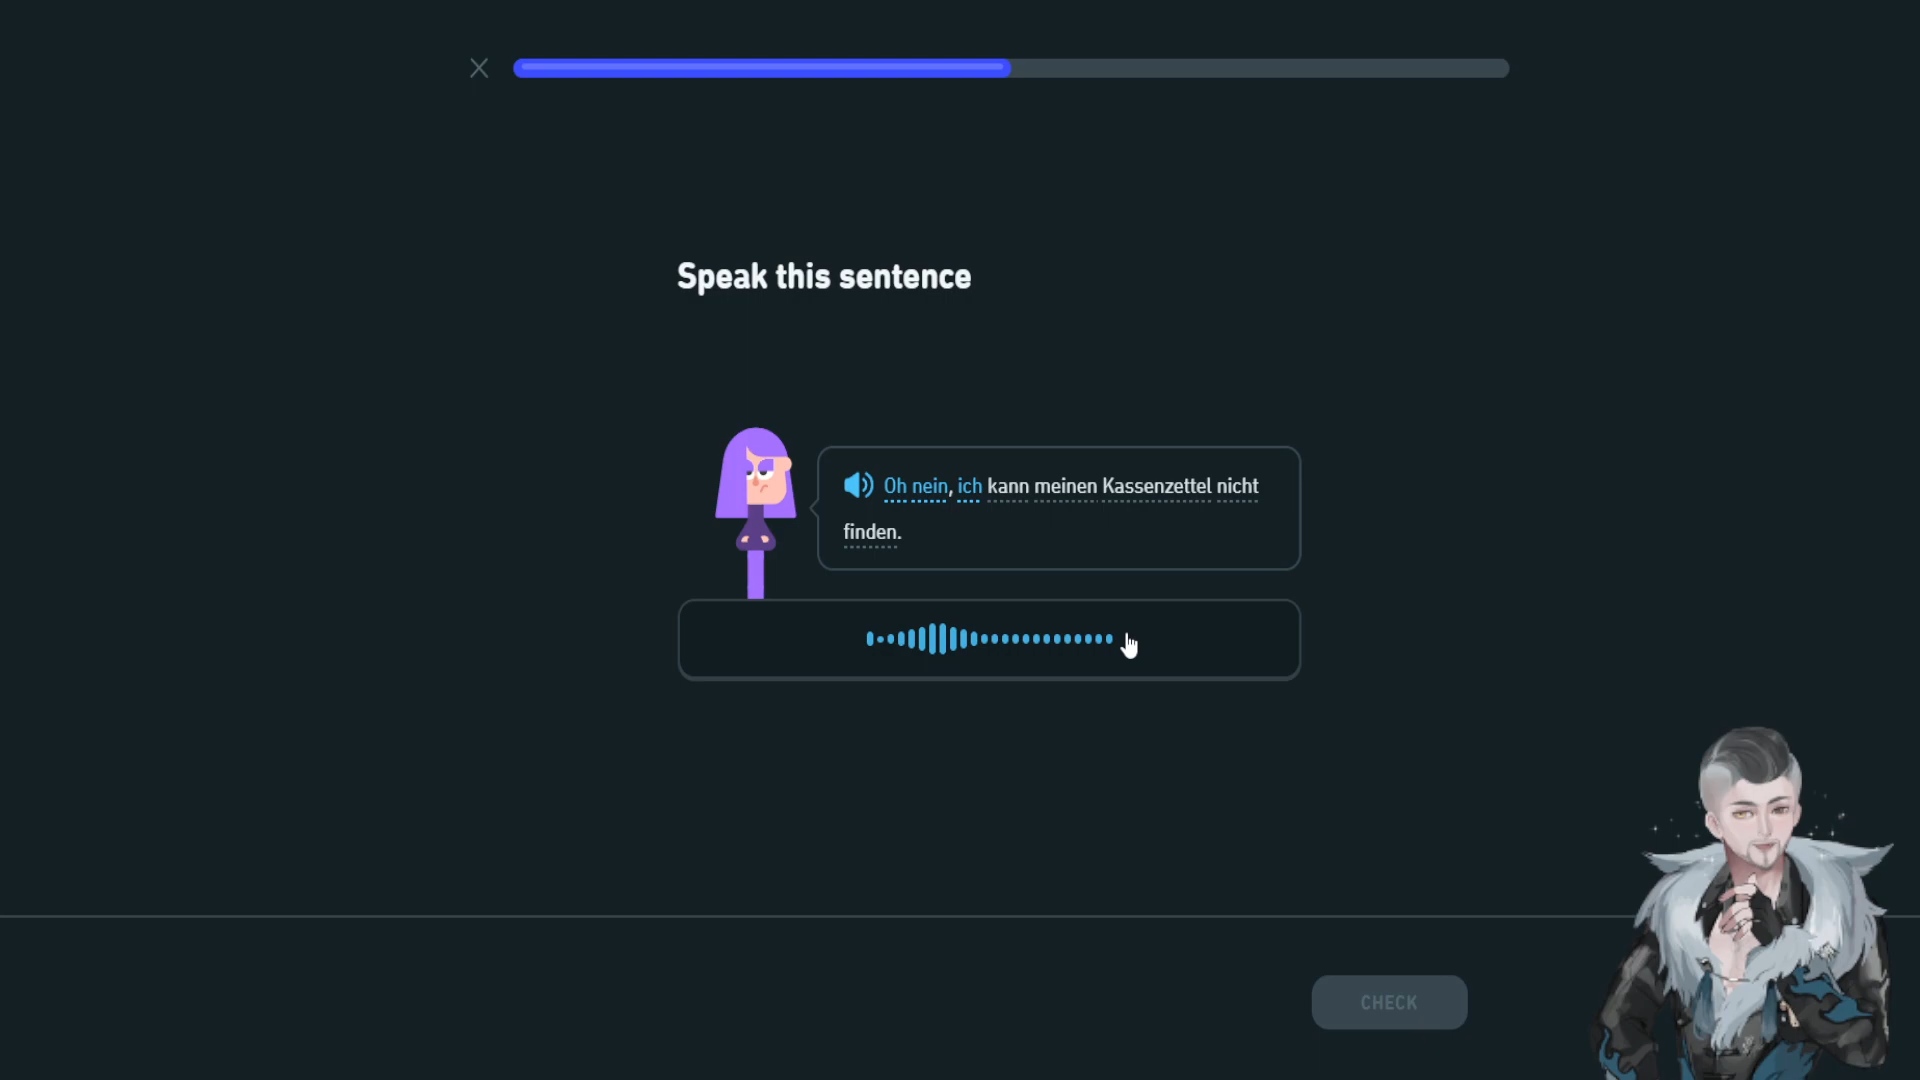 Speak this sentence
Oh nein, ich kann meinen Kassenzettel nicht
finden.
CHECK